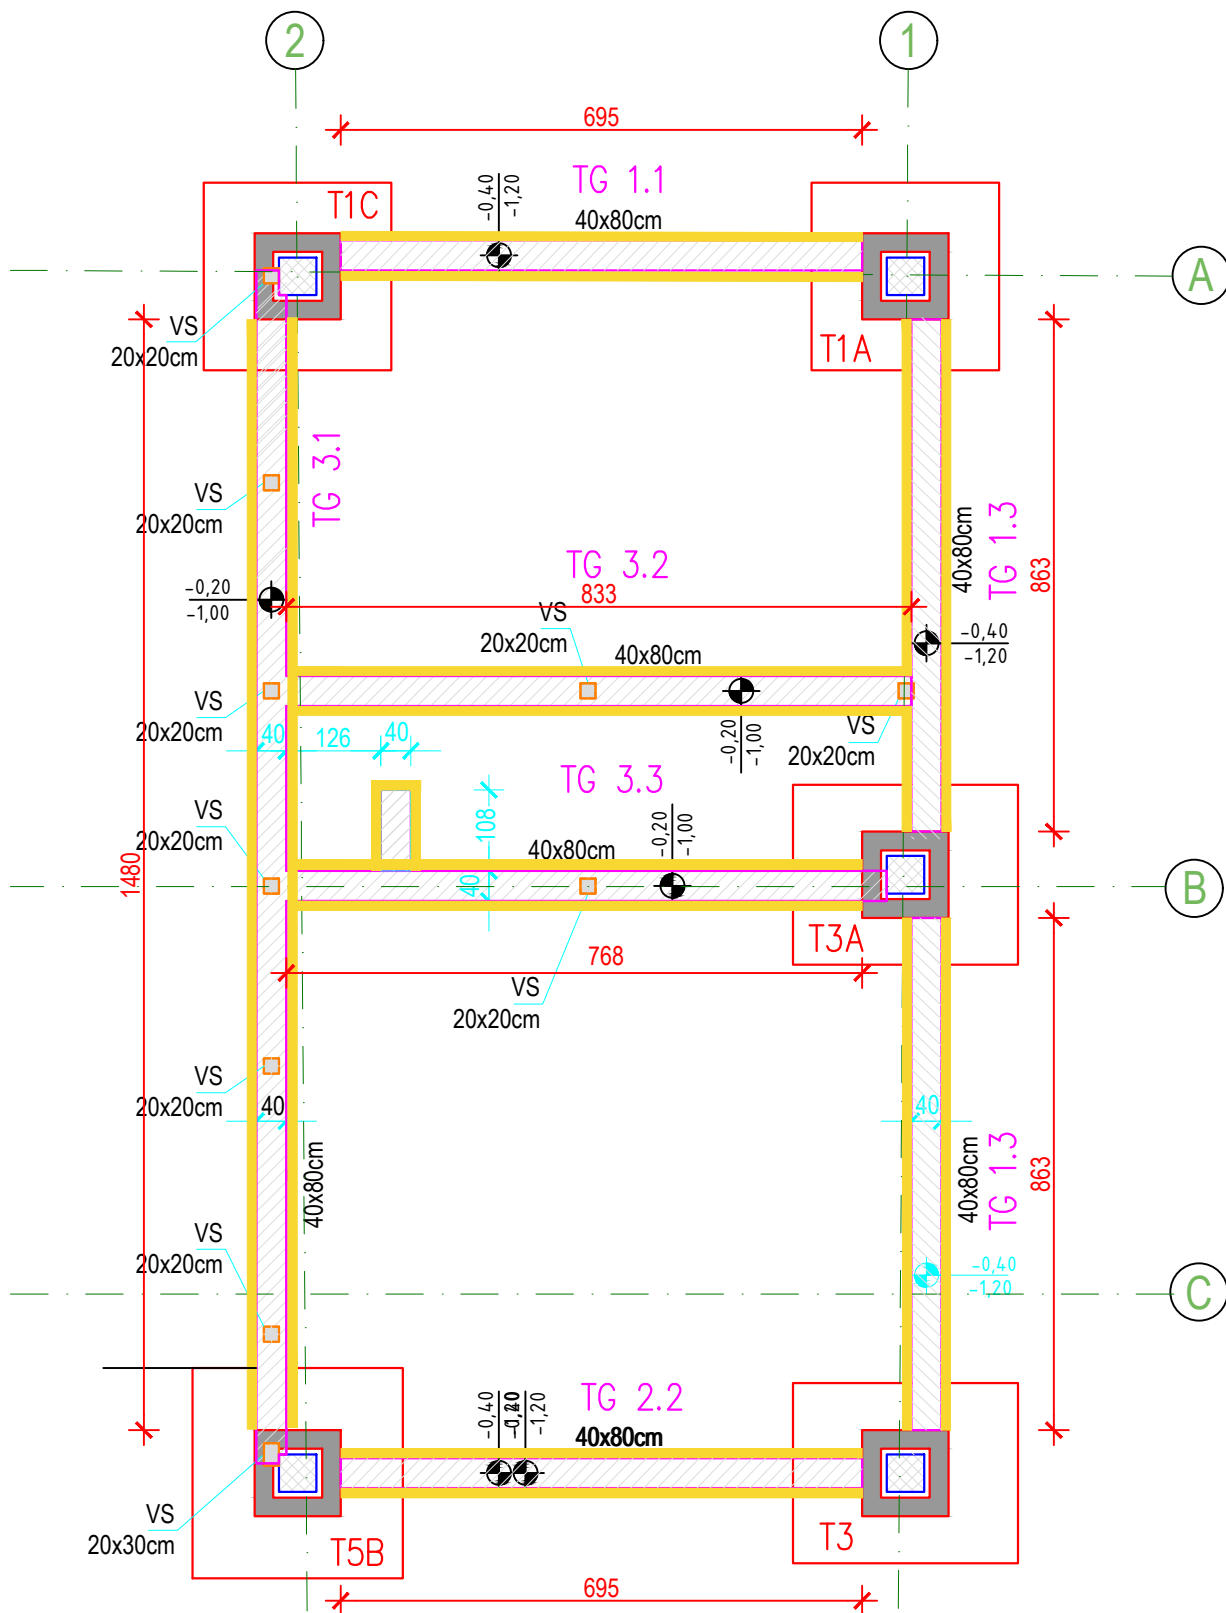 2
1
695
TG 1.1
-0,40
-1,20
40x80cm
T1C
A
T1A
VS
20x20cm
TG 3.1
VS
20x20cm
40x80cm
TG 1.3
863
TG 3.2
-0,20
-1,00
833
VS
20x20cm
40x80cm
-0,40
-1,20
VS
20x20cm
-0,20
-1,00
VS
20x20cm
40
126
40
TG 3.3
-0,20
-1,00
VS
20x20cm
108
40x80cm
40
1480
B
T3A
768
VS
20x20cm
VS
20x20cm
40
40
40x80cm
40x80cm
TG 1.3
863
VS
20x20cm
-0,40
-1,20
C
TG 2.2
-0,40
-1,20
40x80cm
VS
20x30cm
T5B
T3
695